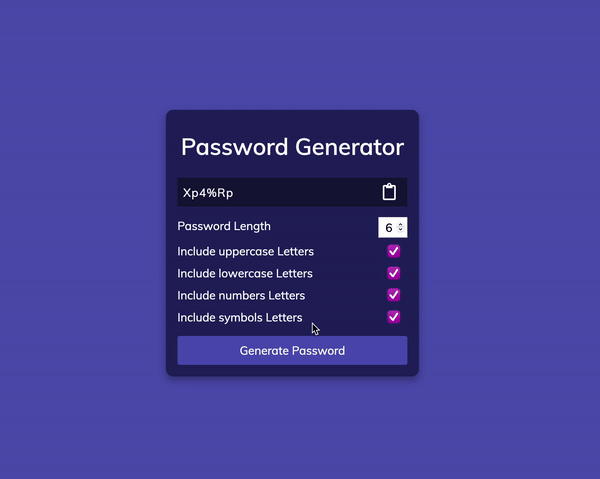 Password Generator
Xp4%Rp
Password Length 6
Include uppercase Letters
Include lowercase Letters
Include numbers Letters
Include symbols Letters
Generate Password